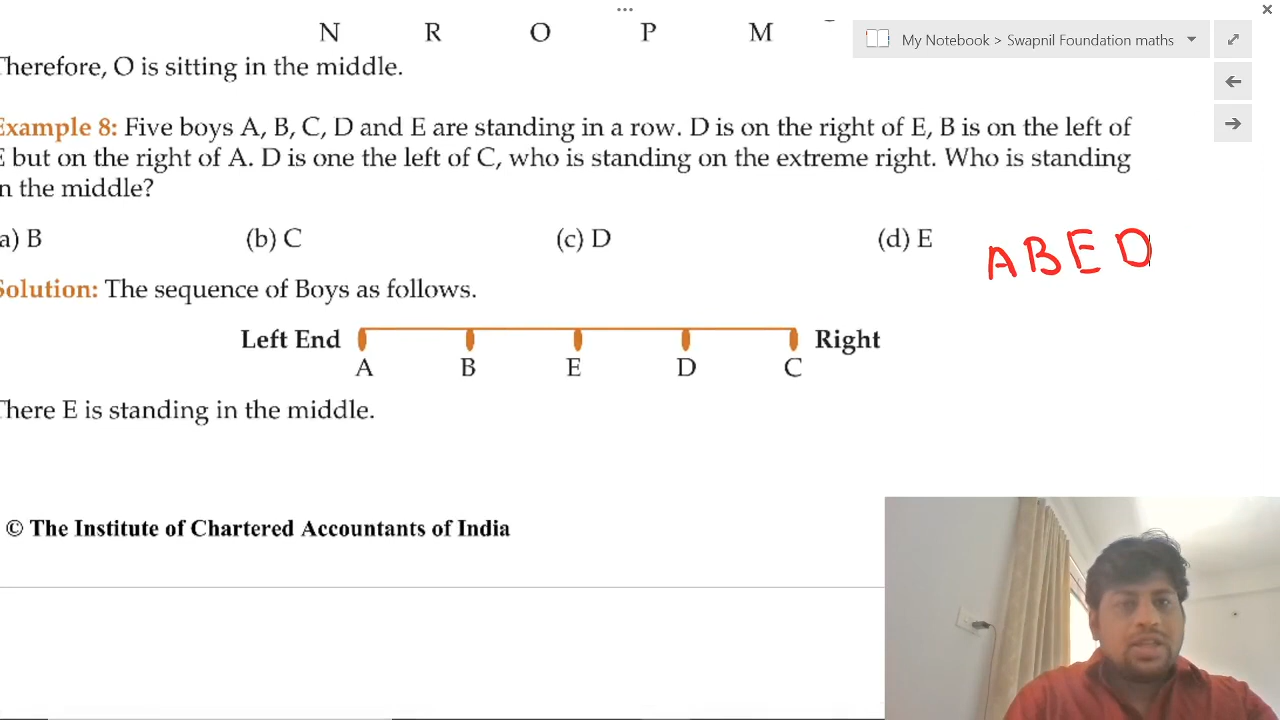 N R O P M
My Notebook > Swapnil Foundation maths
Therefore, O is sitting in the middle.
Example 8: Five boys A, B, C, D and E are standing in a row. D is on the right of E, B is on the left of
E but on the right of A. D is one the left of C, who is standing on the extreme right. Who is standing
in the middle?
a) B (b) C (c) D (d) E
A B E D
Solution: The sequence of Boys as follows.
Left End Right
A B E D C
There E is standing in the middle.
© The Institute of Chartered Accountants of India